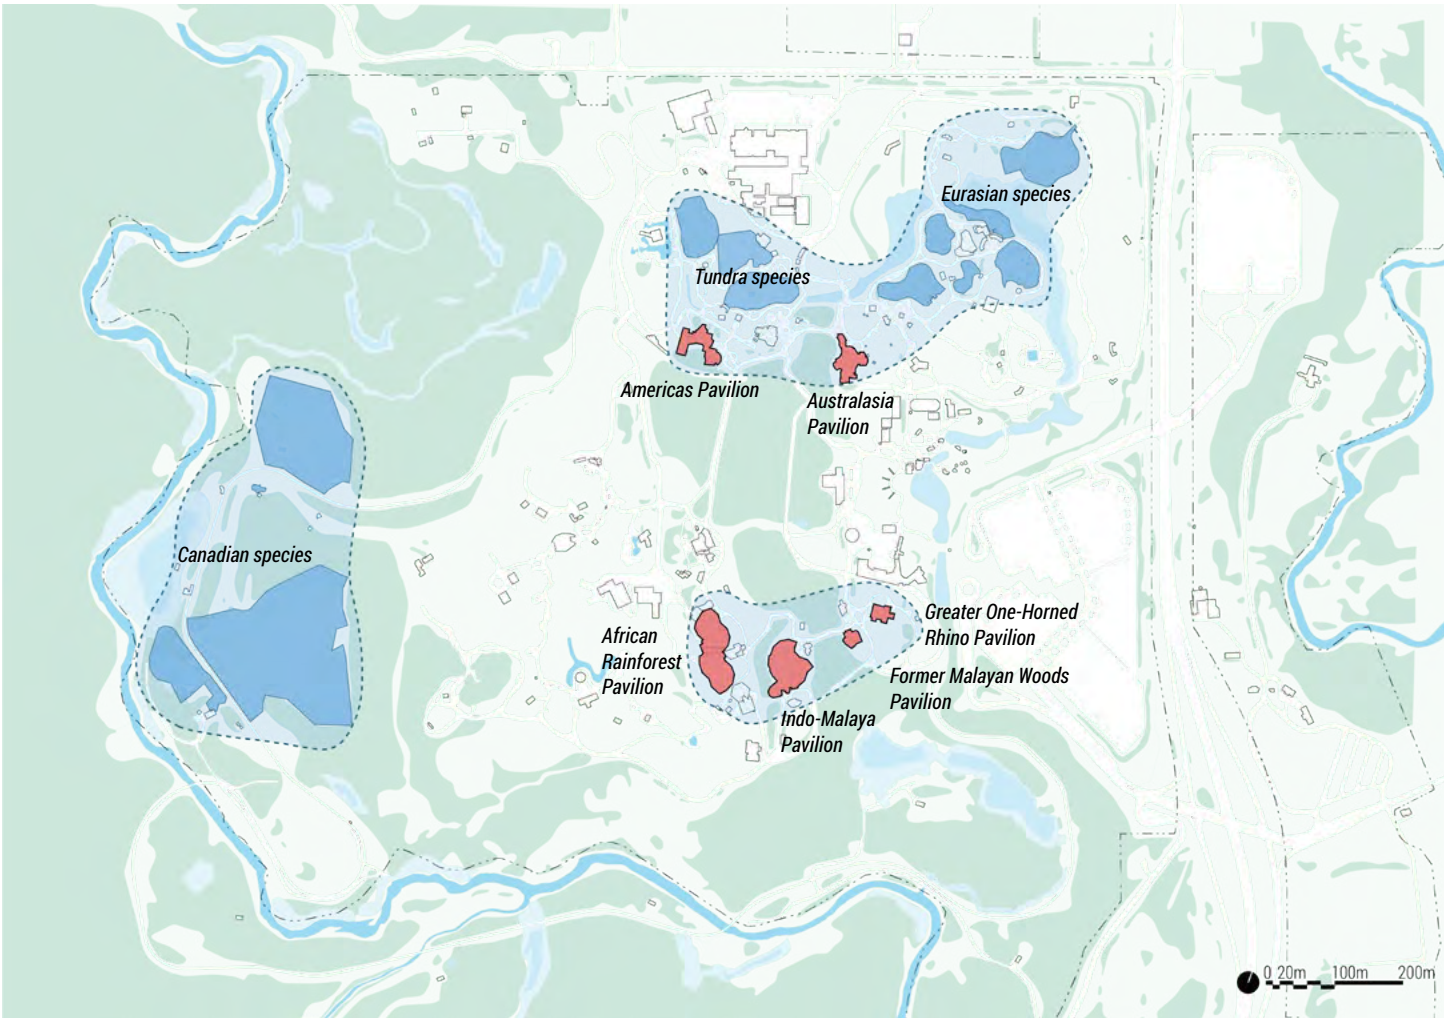 Eurasian species
Tundra species
Americas Pavilion
Australasia
Pavilion
Canadian species
African
Rainforest
Pavilion
Greater One-Horned
Rhino Pavilion
Former Malayan Woods
Pavilion
Indo-Malaya
Pavilion
0 20m 100m 200m